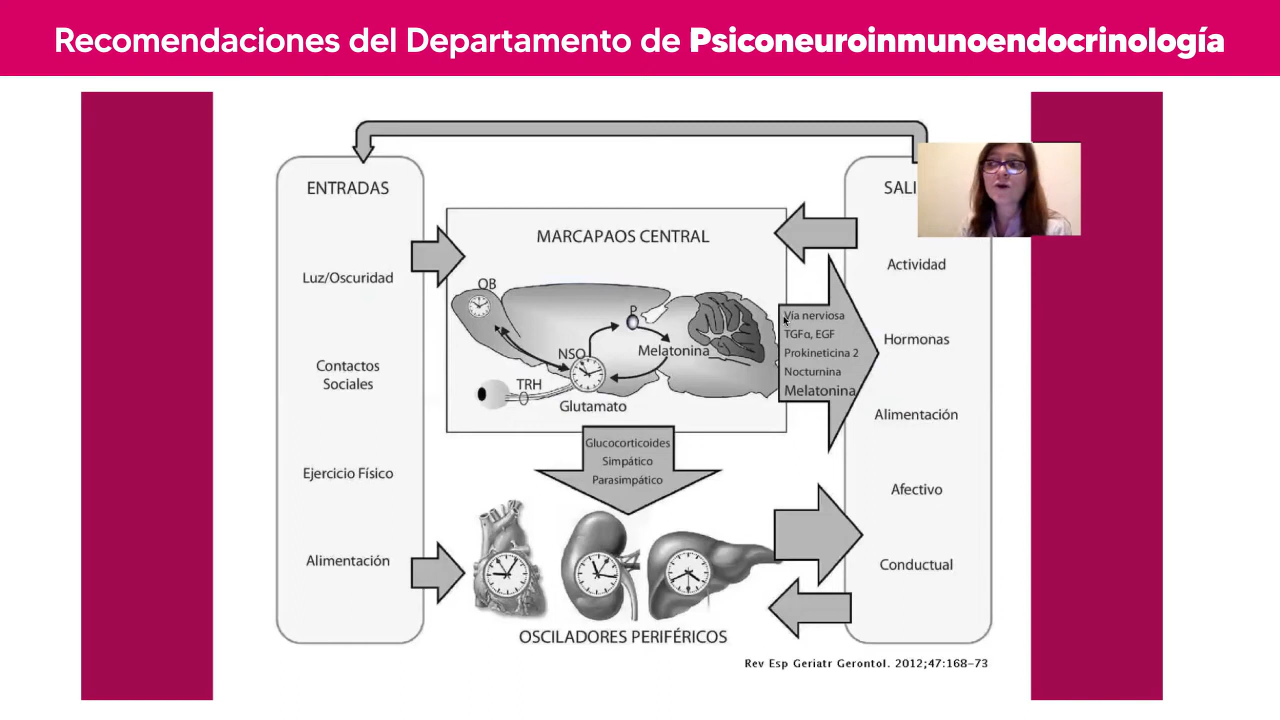 Recomendaciones del Departamento de Psiconeuroinmunoendocrinología
ENTRADAS
Luz/Oscuridad
Contactos
Sociales
Ejercicio Físico
Alimentación
MARCAPAOS CENTRAL
OB
P
NSQ
Melatonina
TRH
Glutamato
Glucocorticoides
Simpático
Parasimpático
OSCILADORES PERIFÉRICOS
Vía nerviosa
TGFα, EGF
Prokineticina 2
Nocturnina
Melatonina
SALI
Actividad
Hormonas
Alimentación
Afectivo
Conductual
Rev Esp Geriatr Gerontol. 2012;47:168–73